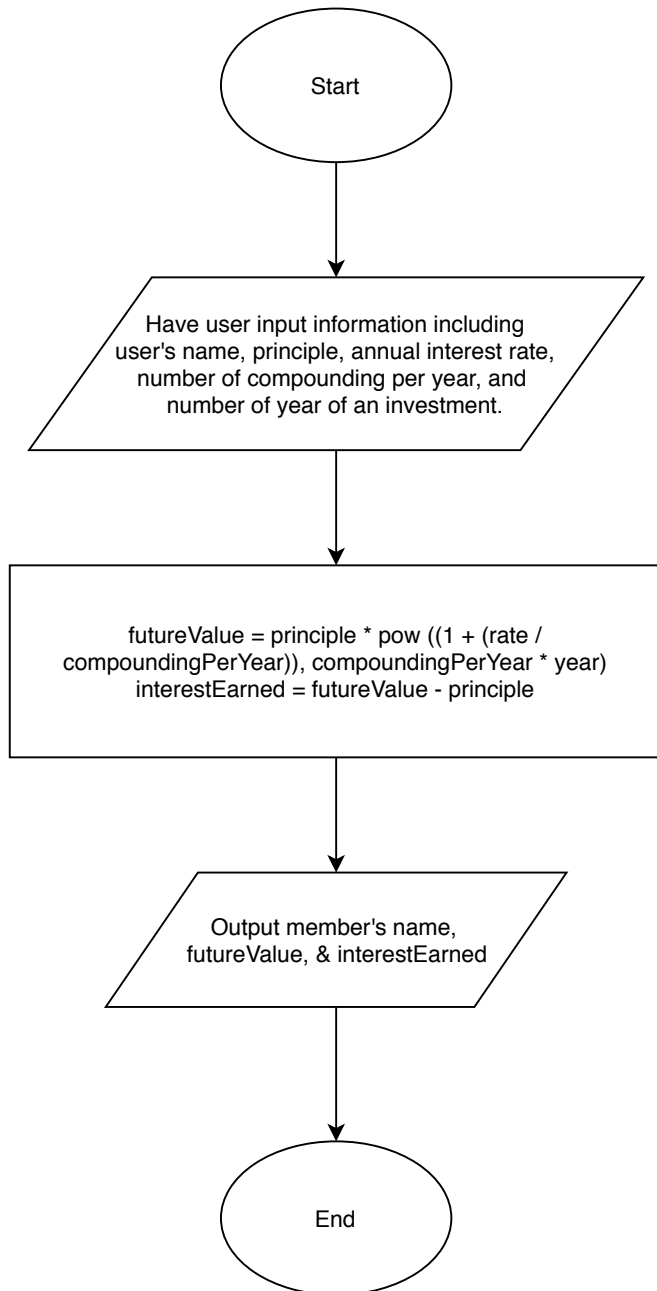 Start
Have user input information including
user's name, principle, annual interest rate,
number of compounding per year, and
number of year of an investment.
futureValue = principle * pow ((1 + (rate /
compoundingPerYear)), compoundingPerYear * year)
interestEarned = futureValue - principle
Output member's name,
futureValue, & interestEarned
End